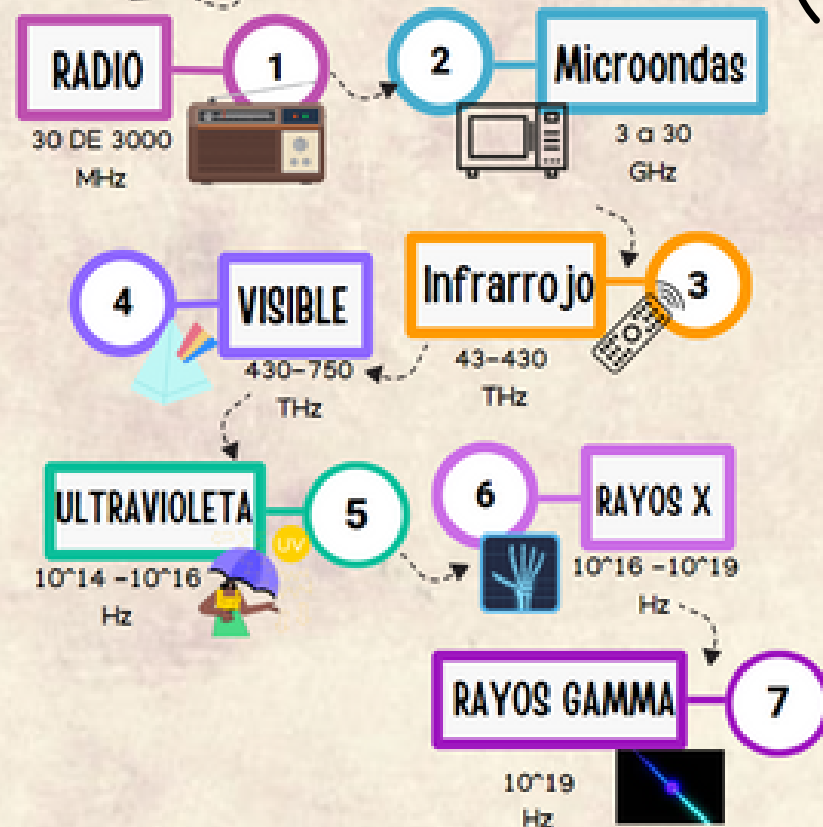 RADIO
1
30 DE 3000
MHz
2
Microondas
3 a 30
GHz
Infrarrojo
3
43-430
THz
4
VISIBLE
430-750
THz
ULTRAVIOLETA
5
UV
10^14 -10^16
Hz
6
RAYOS X
10^16 -10^19
Hz
RAYOS GAMMA
7
10^19
Hz